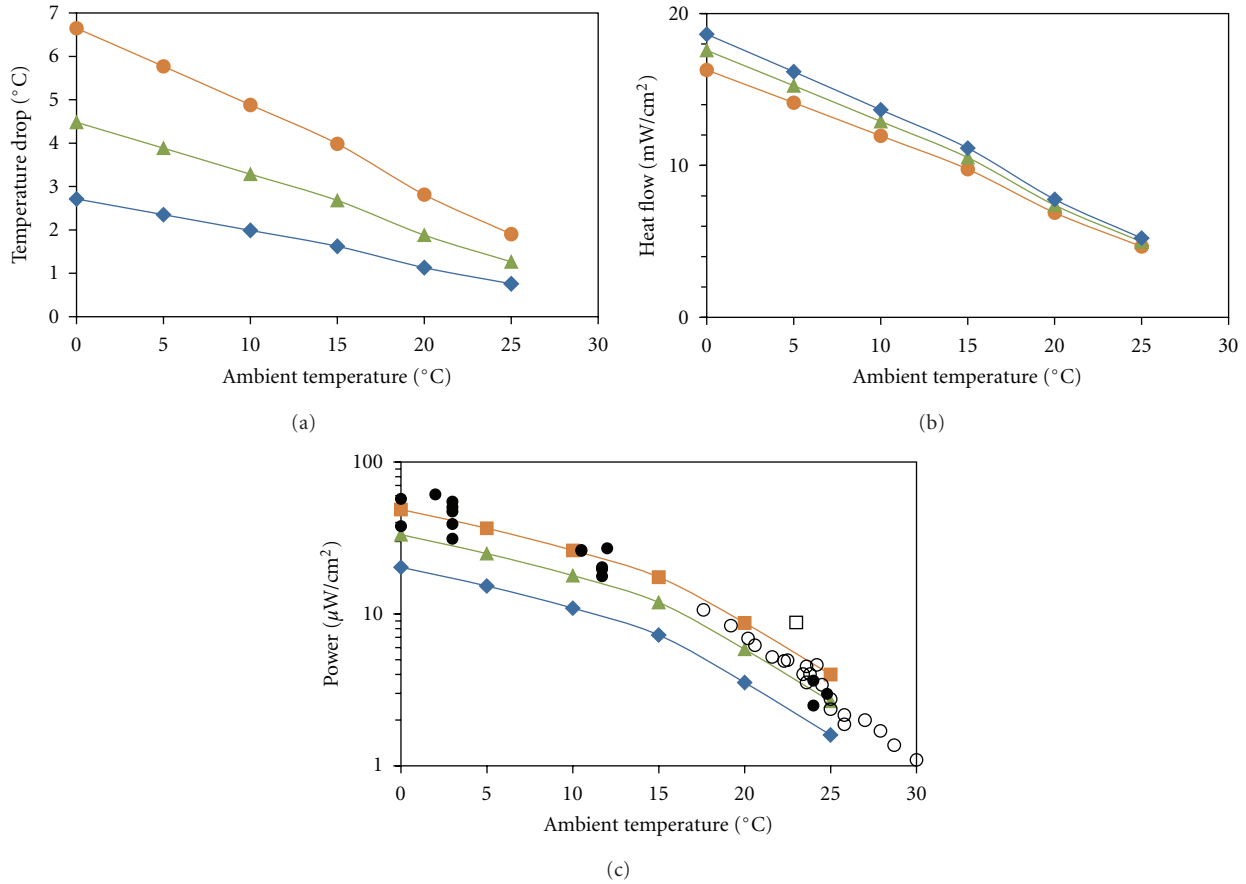 7
6
5
4
3
2
1
0
Temperature drop (°C)
0 5 10 15 20 25 30
Ambient temperature (°C)
(a)
20
10
0
Heat flow (mW/cm²)
0 5 10 15 20 25 30
Ambient temperature (°C)
(b)
100
10
1
Power (μW/cm²)
0 5 10 15 20 25 30
Ambient temperature (°C)
(c)